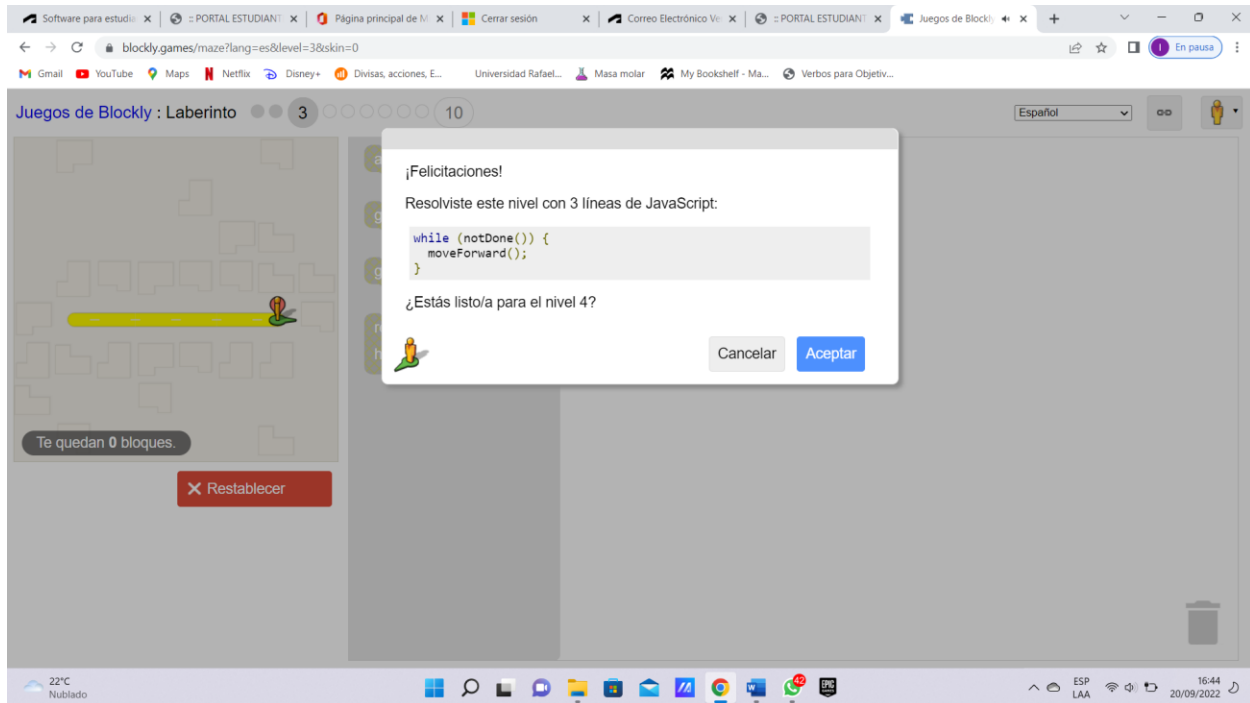 Software para estudia
:: PORTAL ESTUDIANT
Página principal de M
Cerrar sesión
Correo Electrónico Ve
:: PORTAL ESTUDIANT
Juegos de Blockly
blockly.games/maze?lang=es&level=3&skin=0
I En pausa
Gmail YouTube Maps Netflix Disney+ Divisas, acciones, E... Universidad Rafael... Masa molar My Bookshelf - Ma... Verbos para Objetiv...
Juegos de Blockly : Laberinto 3 10
Español
¡Felicitaciones!
Resolviste este nivel con 3 líneas de JavaScript:
while (notDone()) {
moveForward();
}
¿Estás listo/a para el nivel 4?
Cancelar Aceptar
Te quedan 0 bloques.
Restablecer
22°C
Nublado
42
EPIC
ESP
LAA
16:44
20/09/2022